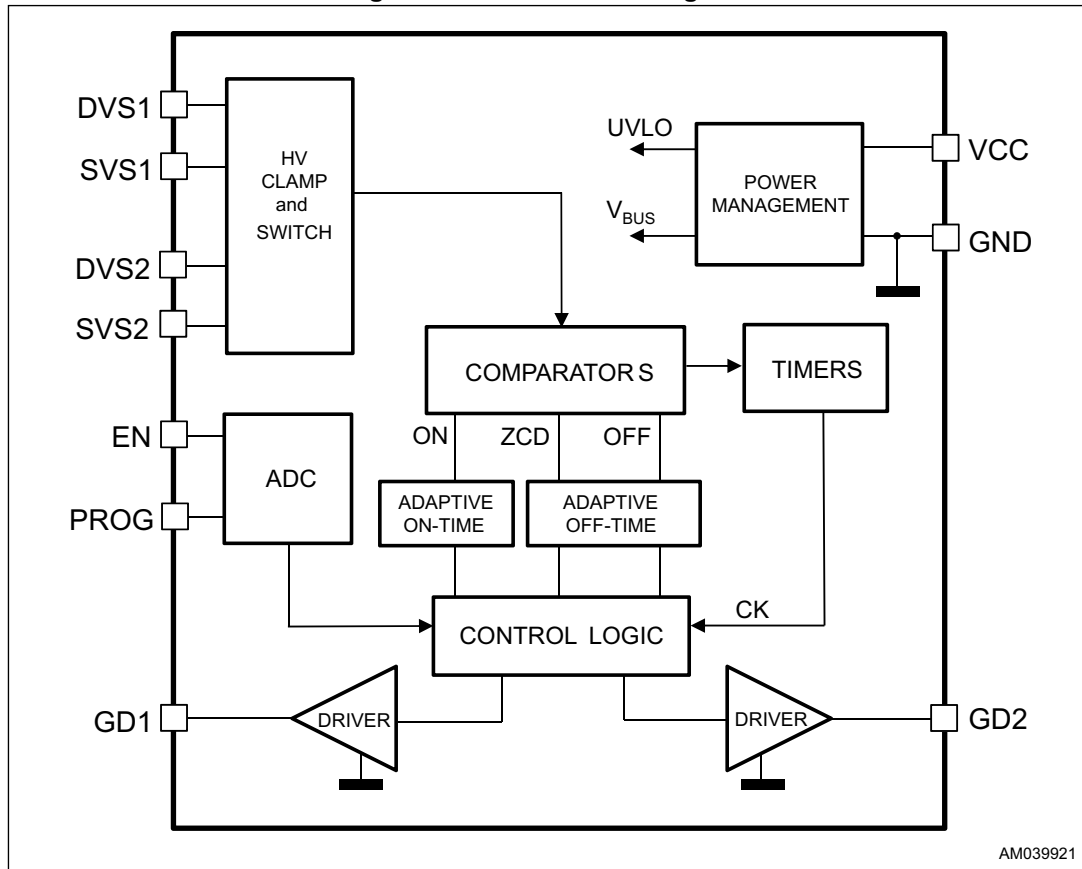 DVS1
SVS1
DVS2
SVS2
HV
CLAMP
and
SWITCH
UVLO
VBUS
POWER
MANAGEMENT
VCC
GND
COMPARATORS
TIMERS
EN
PROG
ADC
ON
ZCD
OFF
ADAPTIVE
ON-TIME
ADAPTIVE
OFF-TIME
CONTROL LOGIC
CK
GD1
DRIVER
DRIVER
GD2
AM039921